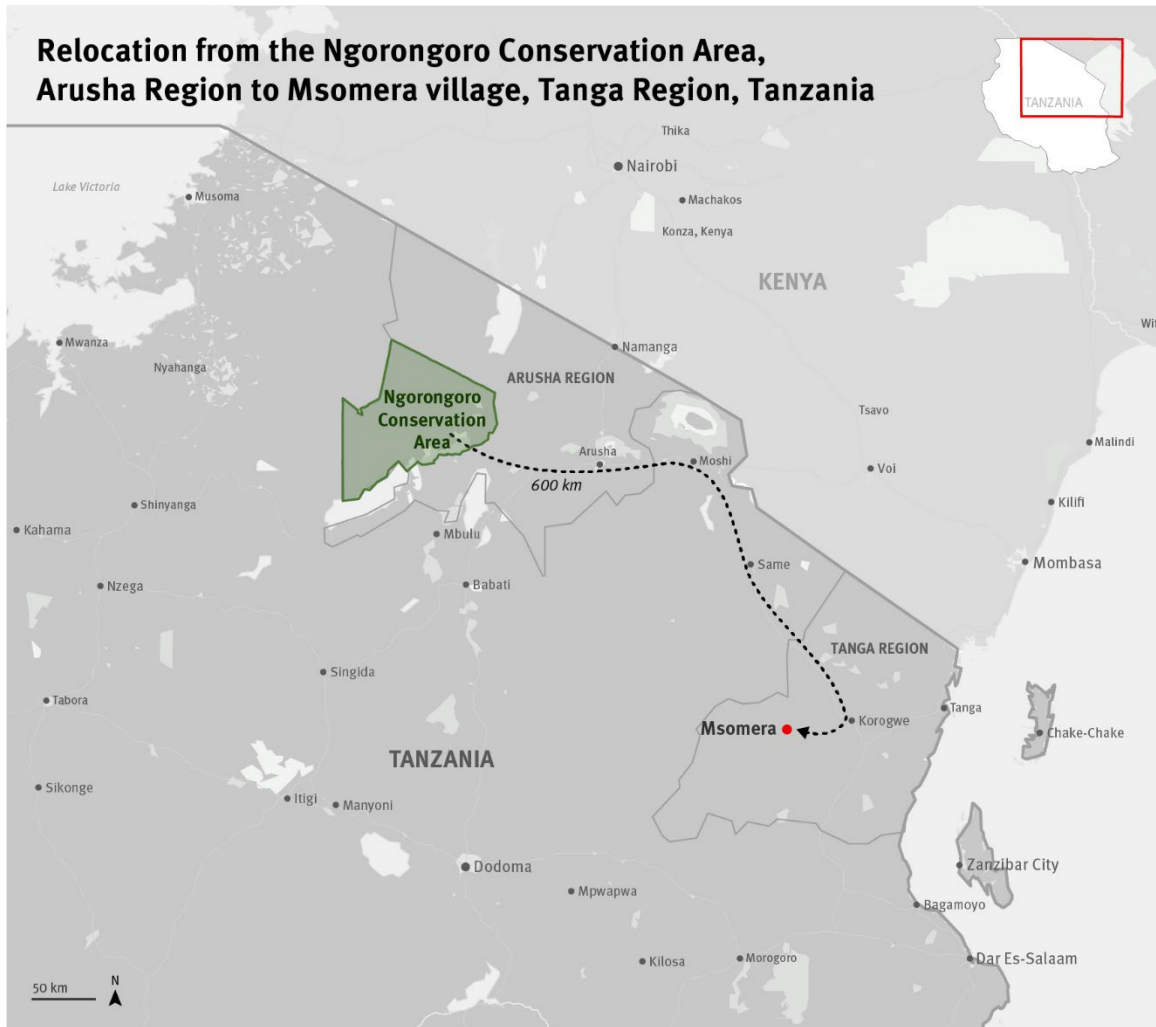 Relocation from the Ngorongoro Conservation Area,
Arusha Region to Msomera village, Tanga Region, Tanzania
TANZANIA
Thika
Nairobi
Lake Victoria
Musoma
Machakos
Konza, Kenya
KENYA
Wit
Mwanza
Namanga
Nyahanga
ARUSHA REGION
Ngorongoro
Conservation
Area
Tsavo
Malindi
Arusha
Moshi
Voi
600 km
Shinyanga
Kilifi
Kahama
Mbulu
Mombasa
Same
Babati
Nzega
TANGA REGION
Singida
Tabora
Tanga
Korogwe
Msomera
Chake-Chake
TANZANIA
Sikonge
Itigi
Manyoni
Dodoma
Zanzibar City
Mpwapwa
Bagamoyo
Kilosa
Morogoro
Dar Es-Salaam
50 km
N